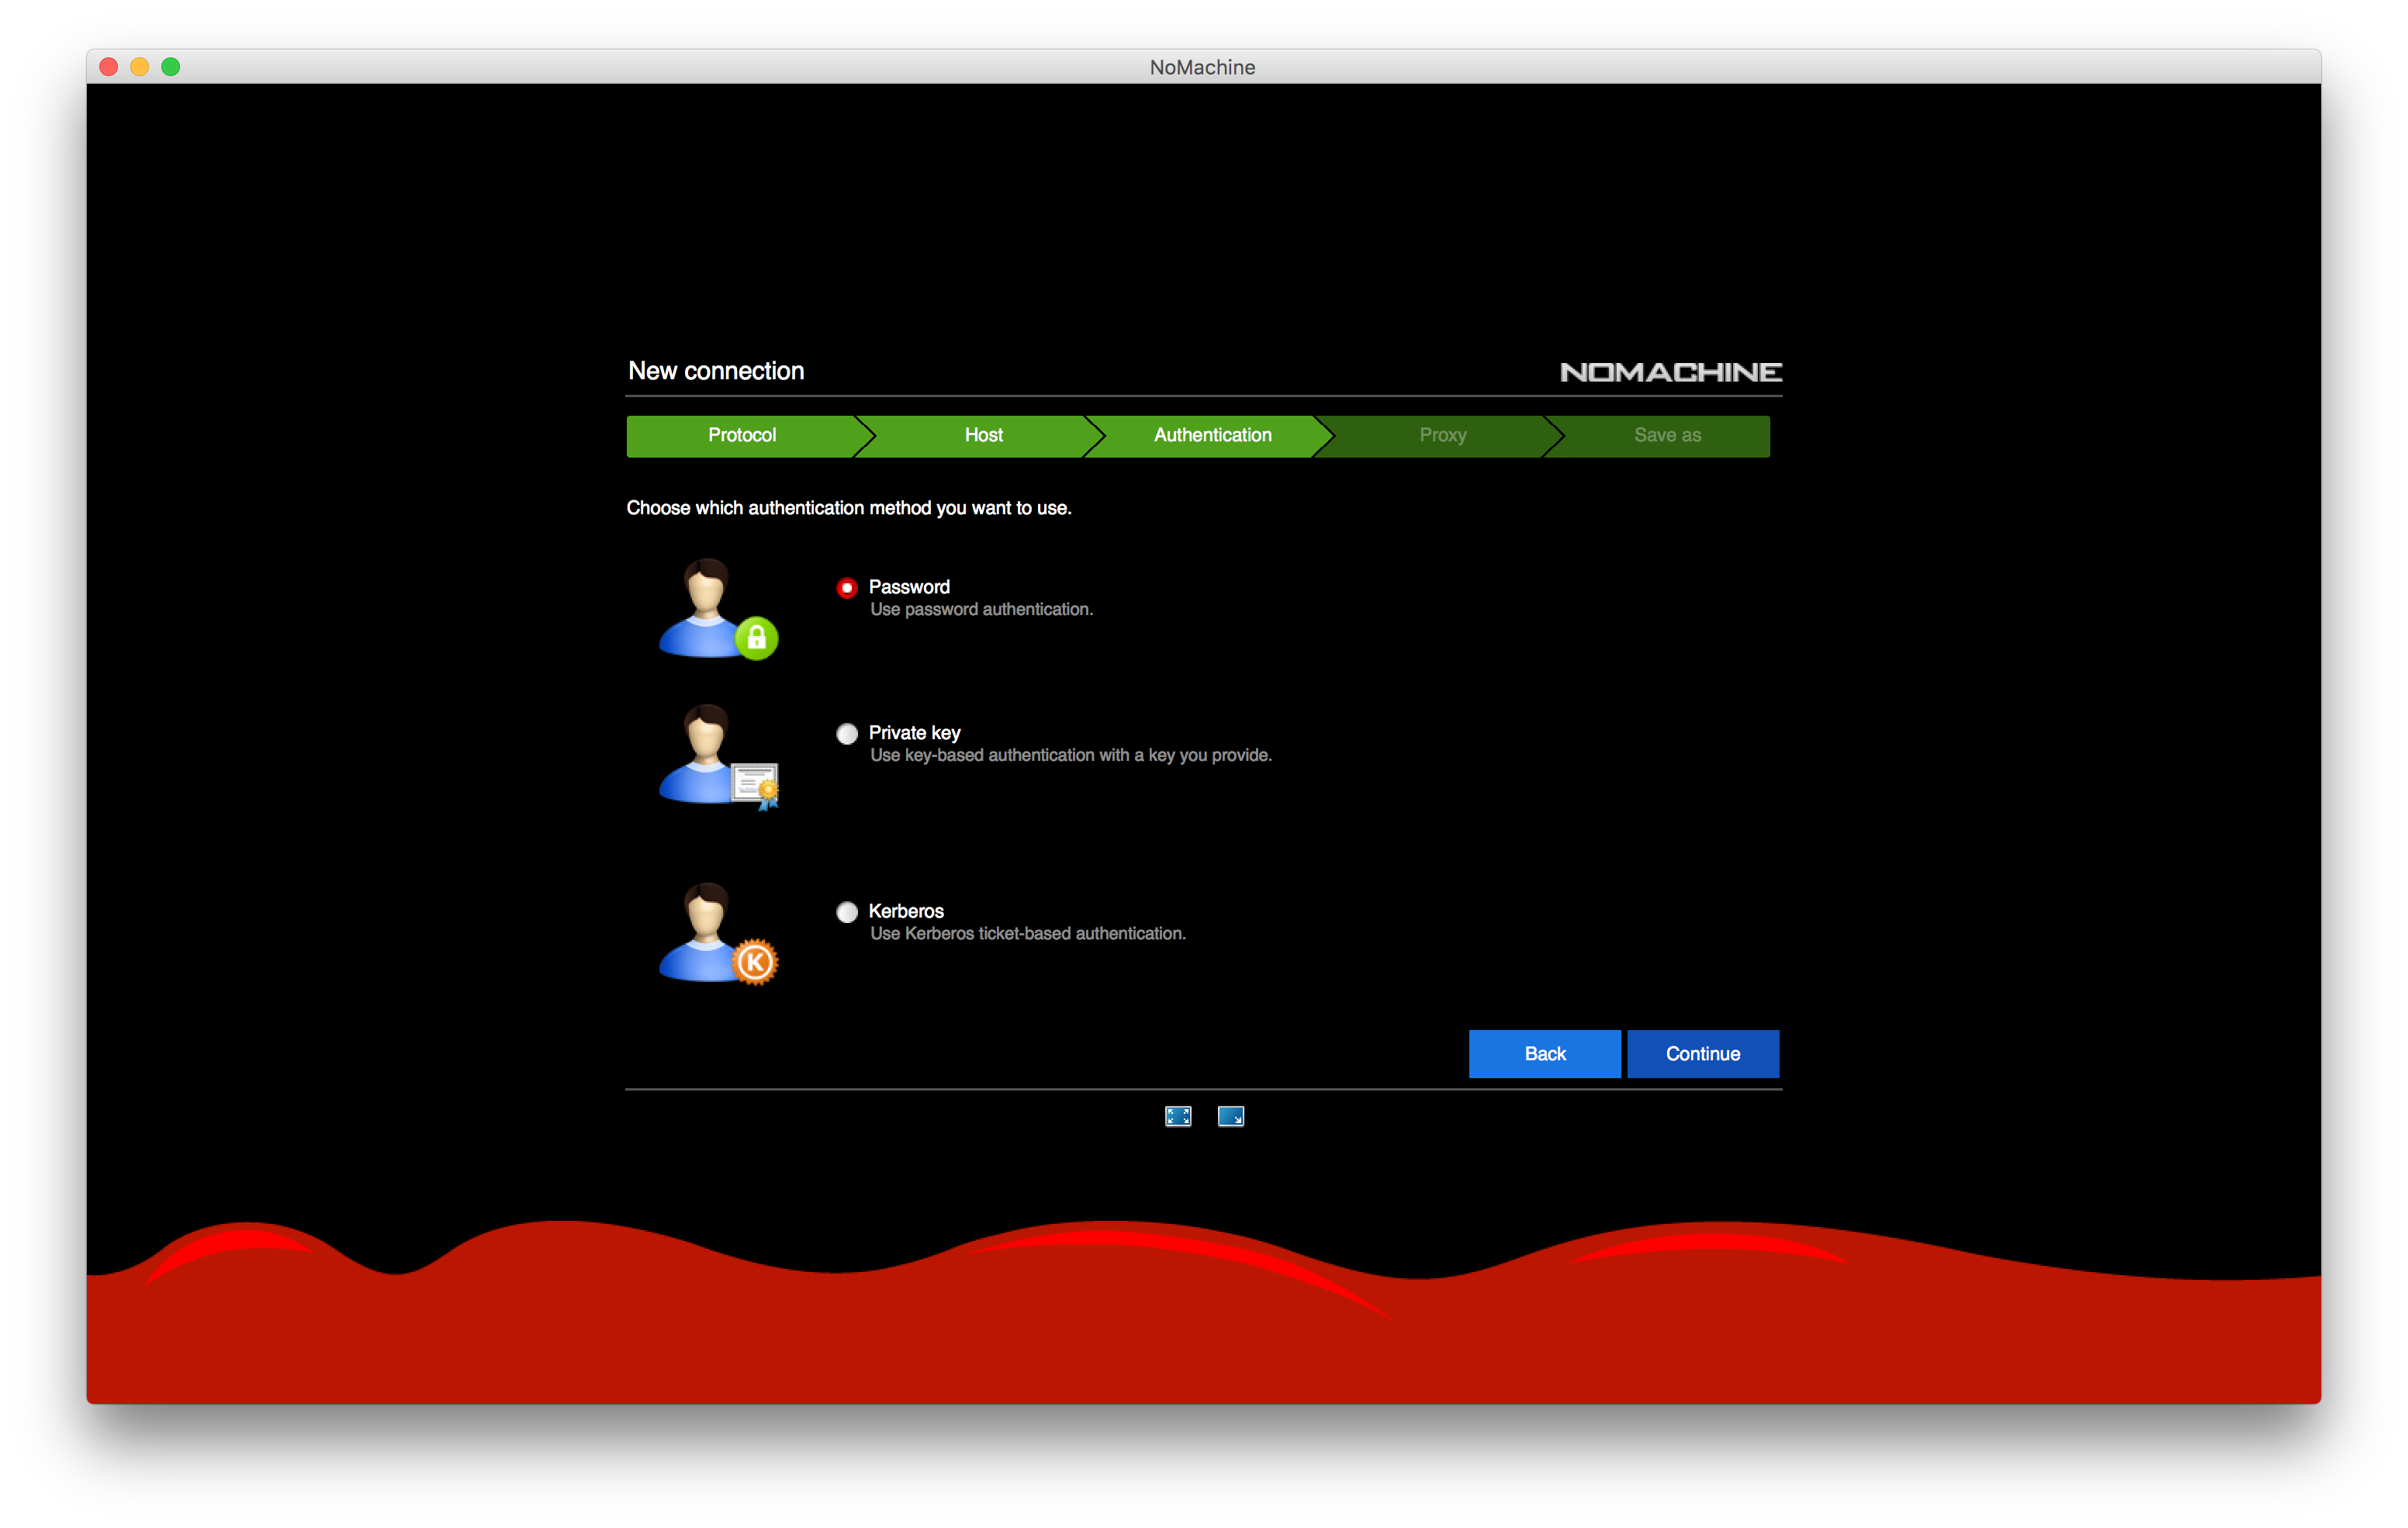 NoMachine
New connection
NOMACHINE
Protocol
Host
Authentication
Proxy
Save as
Choose which authentication method you want to use.
Password
Use password authentication.
Private key
Use key-based authentication with a key you provide.
Kerberos
Use Kerberos ticket-based authentication.
K
Back
Continue